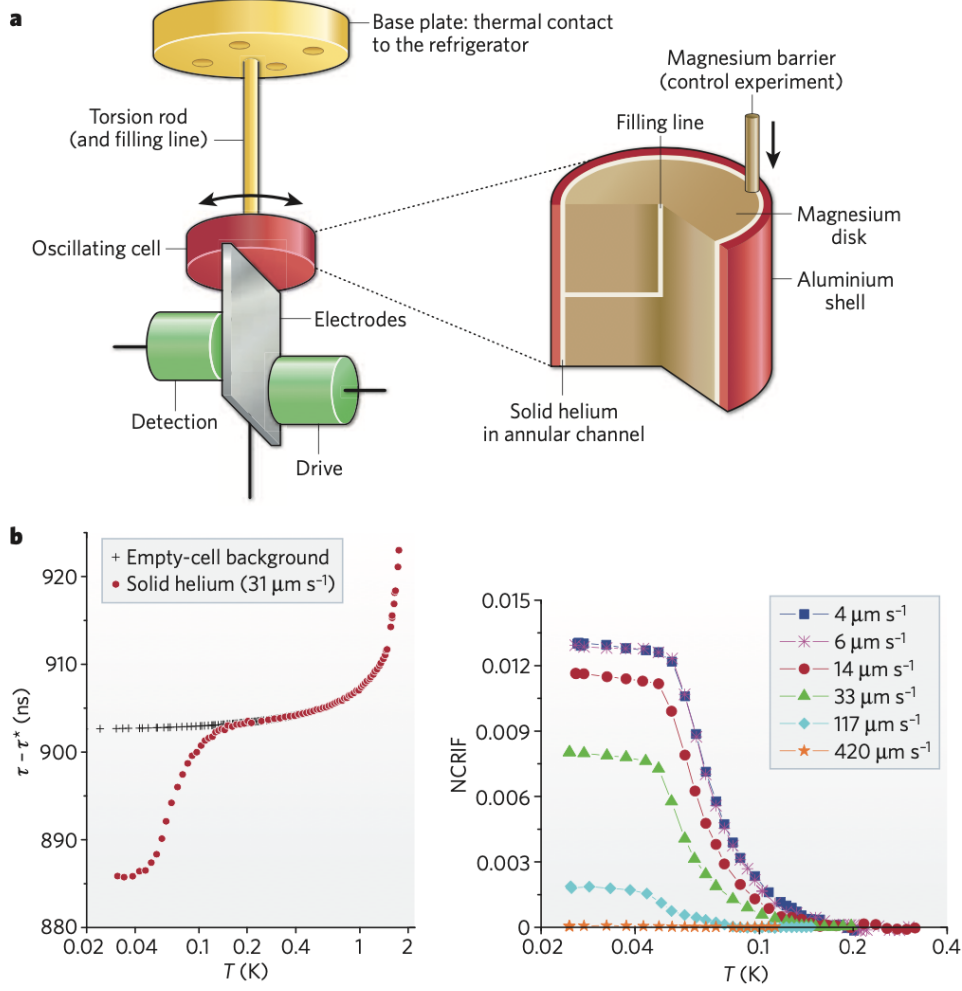 a
Base plate: thermal contact
to the refrigerator
Torsion rod
(and filling line)
Oscillating cell
Electrodes
Detection
Drive
Magnesium barrier
(control experiment)
Filling line
Magnesium
disk
Aluminium
shell
Solid helium
in annular channel
b
+ Empty-cell background
Solid helium (31 μm s⁻¹)
920
910
900
890
880
τ – τ* (ns)
0.02 0.04 0.1 0.2 0.4 1 2
T (K)
4 μm s⁻¹
6 μm s⁻¹
14 μm s⁻¹
33 μm s⁻¹
117 μm s⁻¹
420 μm s⁻¹
0.015
0.012
0.009
0.006
0.003
0
NCRIF
0.02 0.04 0.1 0.2 0.4
T (K)